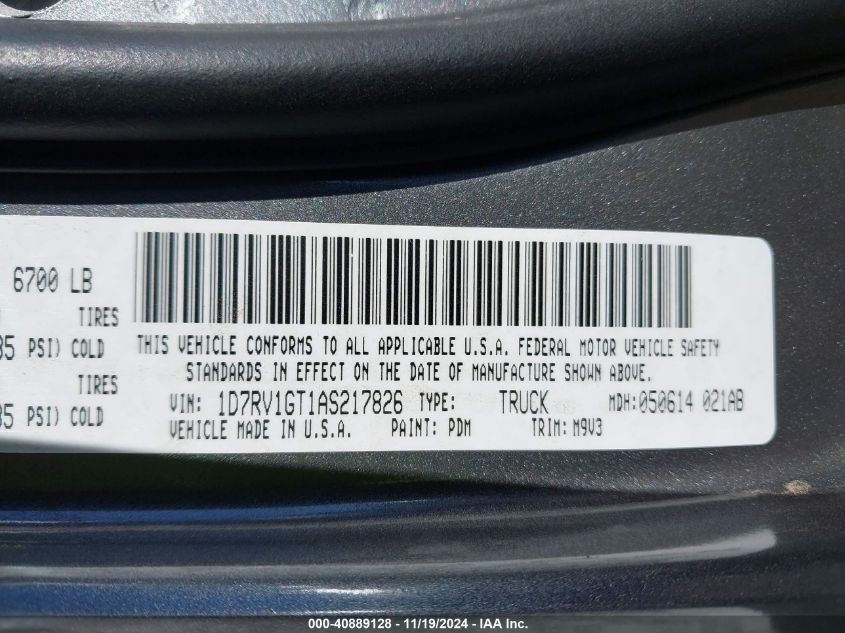 6700 LB
TIRES
35 PSI) COLD
TIRES
35 PSI) COLD
THIS VEHICLE CONFORMS TO ALL APPLICABLE U.S.A. FEDERAL MOTOR VEHICLE SAFETY
STANDARDS IN EFFECT ON THE DATE OF MANUFACTURE SHOWN ABOVE.
VIN: 1D7RV1GT1AS217826 TYPE: TRUCK MDH:050614 021AB
VEHICLE MADE IN U.S.A. PAINT: PDM TRIM: M9V3
000-40889128 - 11/19/2024 - IAA Inc.